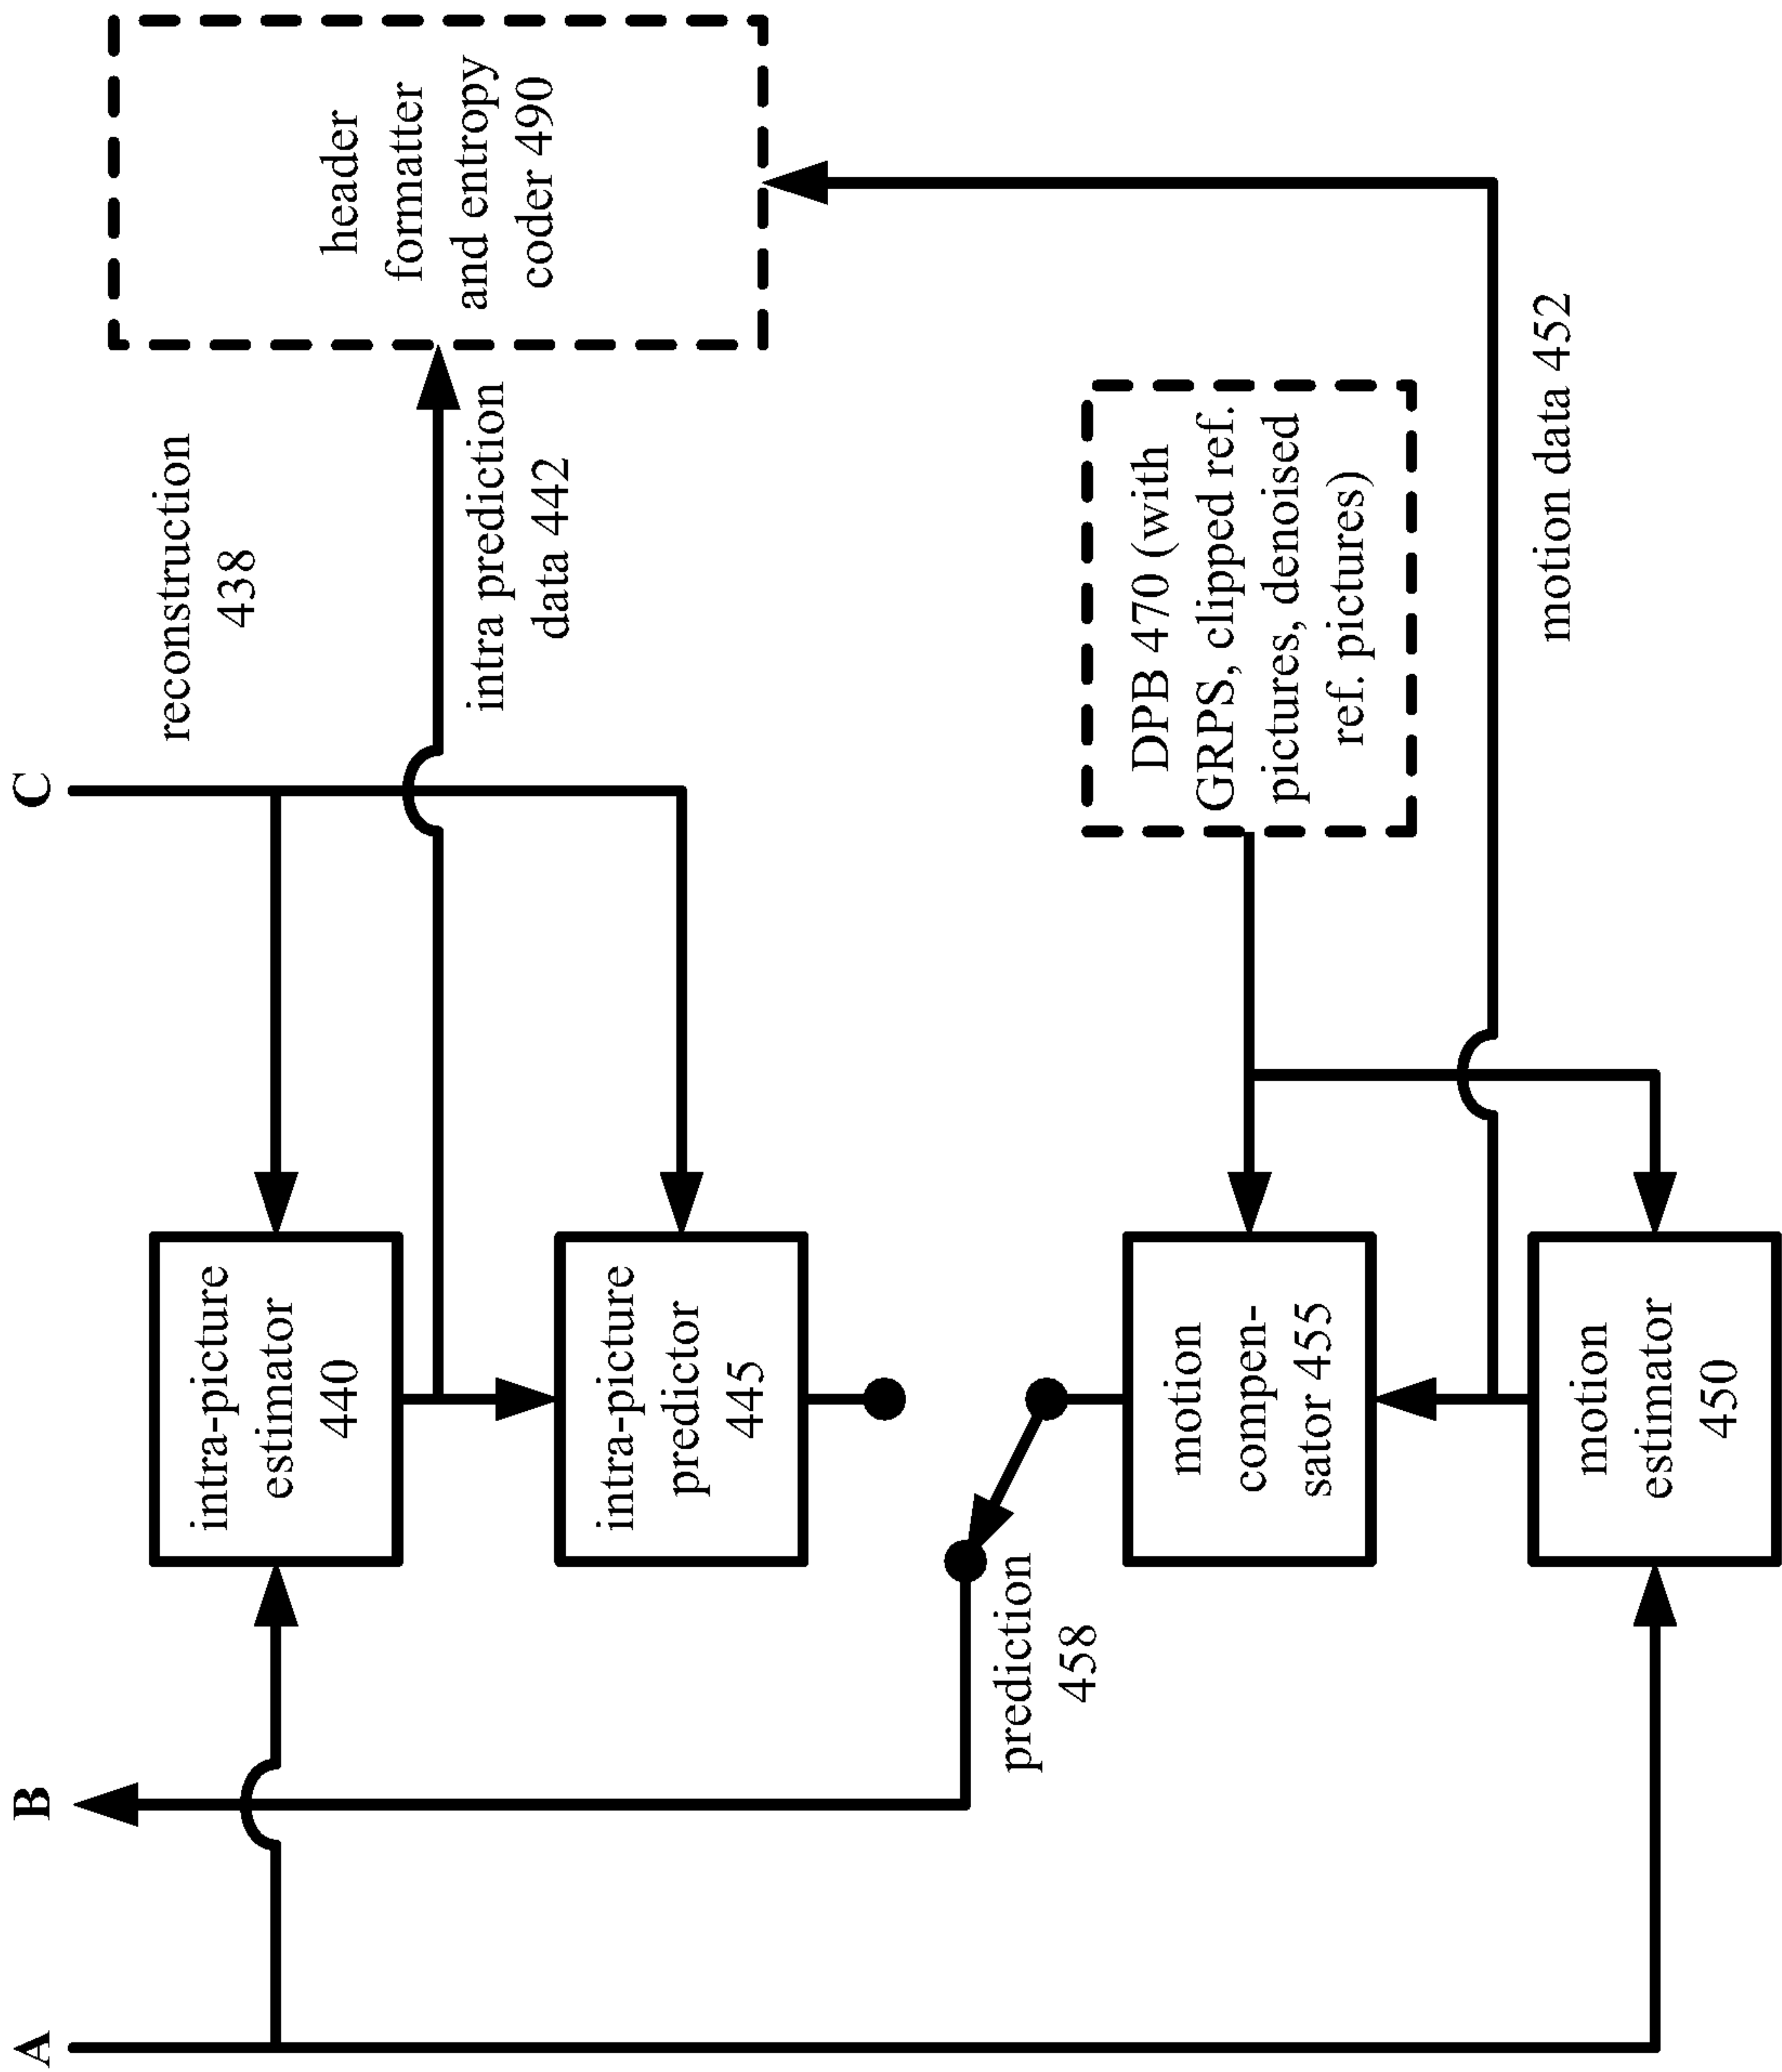 A
B
C
reconstruction
438
header
formatter
and entropy
coder 490
intra-picture
estimator
440
intra prediction
data 442
intra-picture
predictor
445
prediction
458
DPB 470 (with
GRPS, clipped ref.
pictures, denoised
ref. pictures)
motion
compen-
sator 455
motion data 452
motion
estimator
450